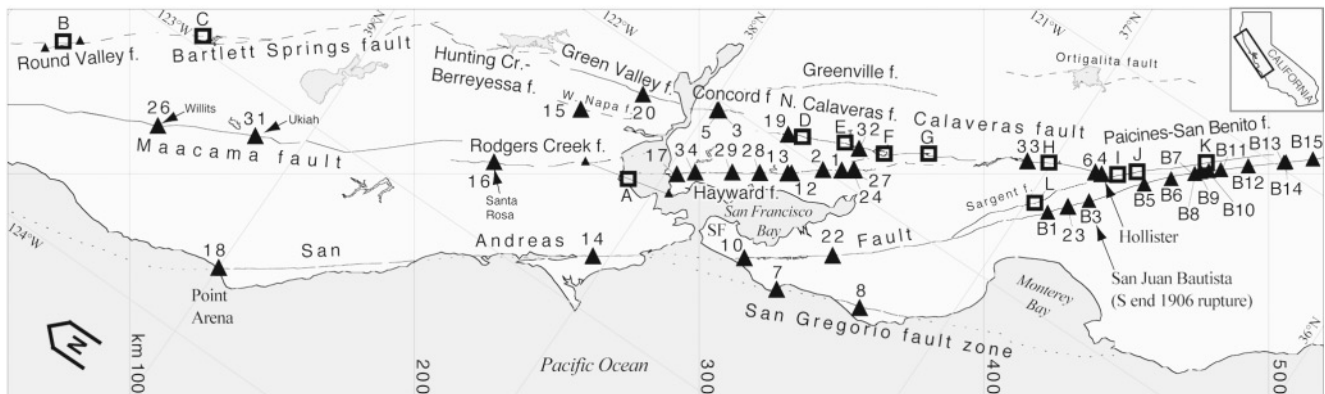 B
C
123°W
39°N
122°W
38°N
121°W
37°N
CALIFORNIA
Round Valley f.
Bartlett Springs fault
Hunting Cr.-
Berreyessa f.
Green Valley f.
Greenville f.
Ortigalita fault
26
Willits
31
Ukiah
15
W. Napa f.
20
Concord f.
5
3
N. Calaveras f.
19
D
E
32
F
G
Calaveras fault
Paicines-San Benito f.
Maacama fault
Rodgers Creek f.
16
Santa
Rosa
17
34
29
28
13
2
1
12
27
24
A
Hayward f.
33
H
6
4
I
J
B7
K
B11
B13
B15
L
Sargent f.
B1
23
B3
B5
B6
B8
B9
B10
B12
B14
Hollister
San Juan Bautista
(S end 1906 rupture)
124°W
18
Point
Arena
San
Andreas
14
SF
San Francisco
Bay
10
22
Fault
7
8
San Gregorio fault zone
Monterey
Bay
36°N
N
km 100
200
Pacific Ocean
300
400
500